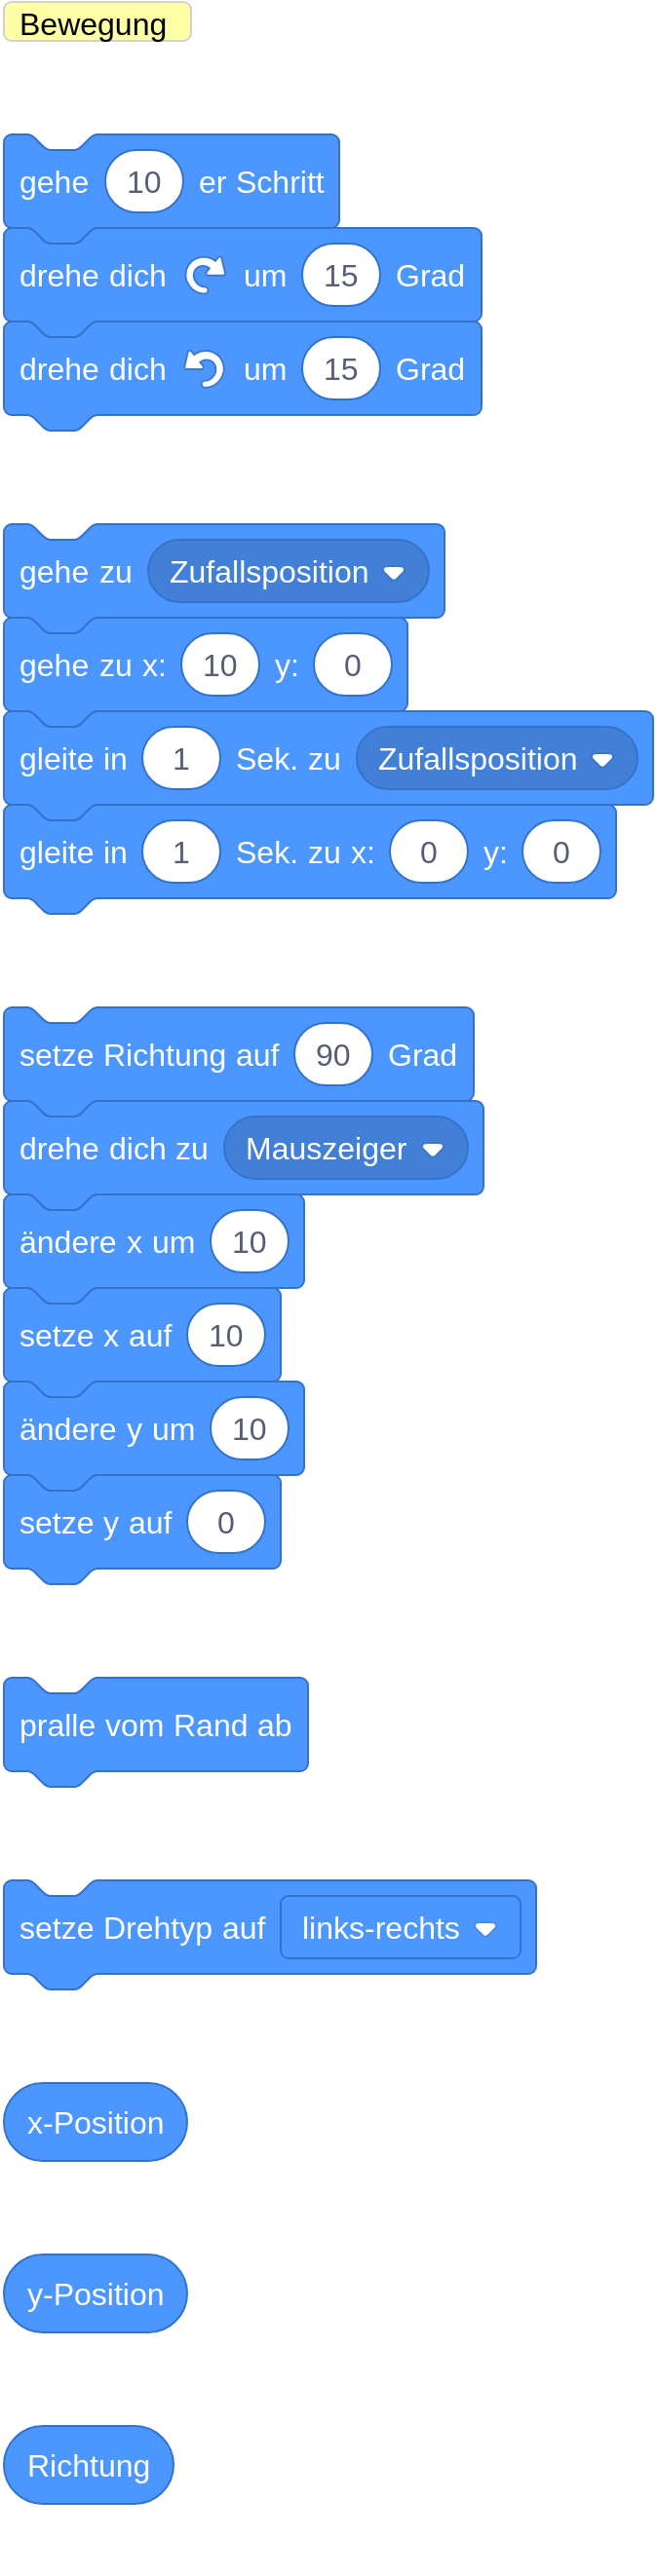 Bewegung
gehe 10 er Schritt
drehe dich um 15 Grad
drehe dich um 15 Grad
gehe zu Zufallsposition
gehe zu x: 10 y: 0
gleite in 1 Sek. zu Zufallsposition
gleite in 1 Sek. zu x: 0 y: 0
setze Richtung auf 90 Grad
drehe dich zu Mauszeiger
ändere x um 10
setze x auf 10
ändere y um 10
setze y auf 0
pralle vom Rand ab
setze Drehtyp auf links-rechts
x-Position
y-Position
Richtung